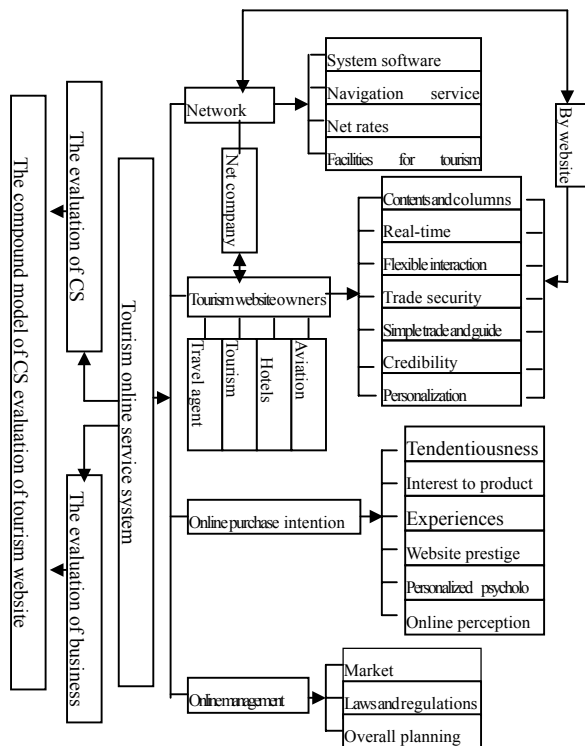 The compound model of CS evaluation of tourism website
The evaluation of CS
The evaluation of business
Tourism online service system
Network
Net company
Tourism website owners
Travel agent
Tourism
Hotels
Aviation
Online purchase intention
Online management
System software
Navigation service
Net rates
Facilities for tourism
By website
Contents and columns
Real-time
Flexible interaction
Trade security
Simple trade and guide
Credibility
Personalization
Tendentiousness
Interest to product
Experiences
Website prestige
Personalized psycholo
Online perception
Market
Laws and regulations
Overall planning